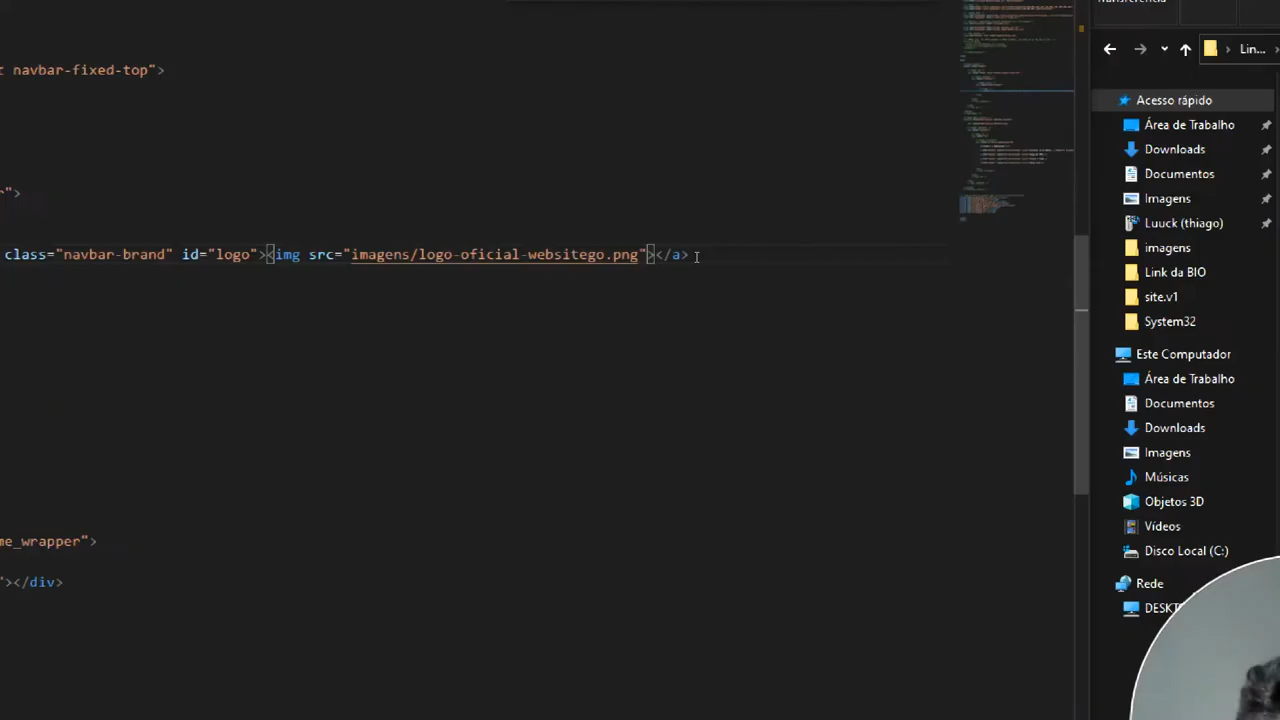 r navbar-fixed-top">
">
class="navbar-brand" id="logo"><img src="imagens/logo-oficial-websitego.png"></a>
me_wrapper">
"></div>
Lin...
Acesso rápido
Área de Trabalho
Downloads
Documentos
Imagens
Luuck (thiago)
imagens
Link da BIO
site.v1
System32
Este Computador
Área de Trabalho
Documentos
Downloads
Imagens
Músicas
Objetos 3D
Vídeos
Disco Local (C:)
Rede
DESKT